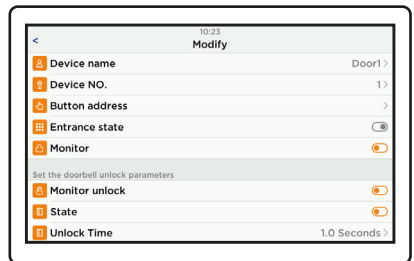 10:23
< Modify
Device name Door1 >
Device NO. 1 >
Button address >
Entrance state
Monitor
Set the doorbell unlock parameters
Monitor unlock
State
Unlock Time 1.0 Seconds >